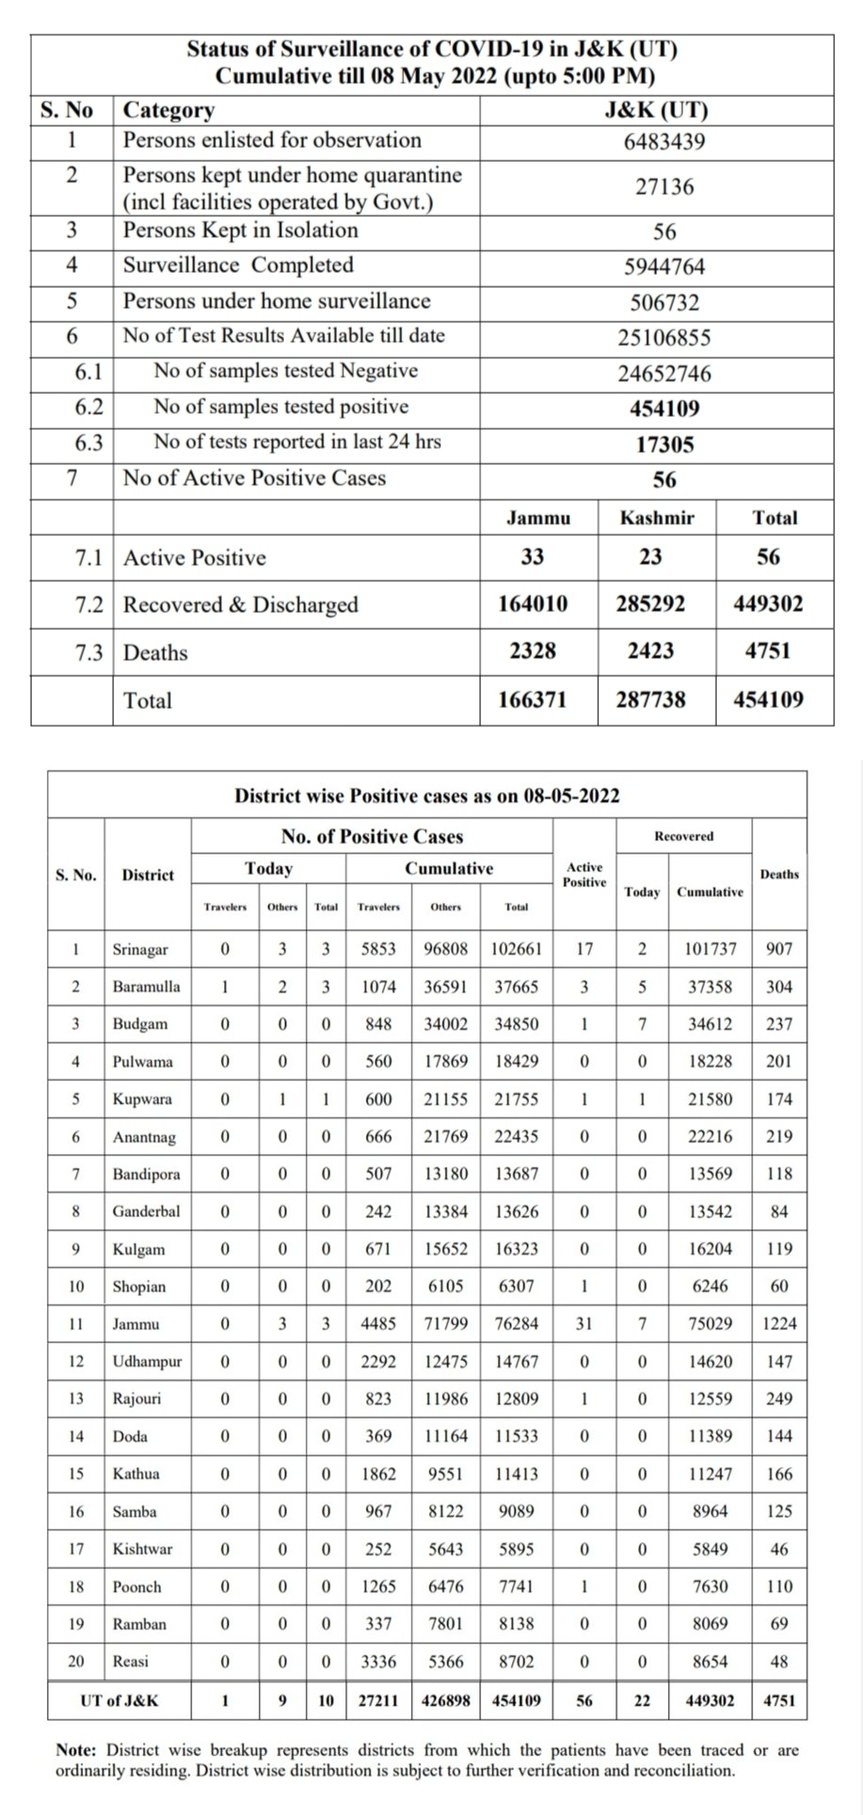 Status of Surveillance of COVID-19 in J&K (UT)
Cumulative till 08 May 2022 (upto 5:00 PM)
S. No Category J&K (UT)
1 Persons enlisted for observation 6483439
2 Persons kept under home quarantine (incl facilities operated by Govt.) 27136
3 Persons Kept in Isolation 56
4 Surveillance Completed 5944764
5 Persons under home surveillance 506732
6 No of Test Results Available till date 25106855
6.1 No of samples tested Negative 24652746
6.2 No of samples tested positive 454109
6.3 No of tests reported in last 24 hrs 17305
7 No of Active Positive Cases 56
Jammu Kashmir Total
7.1 Active Positive 33 23 56
7.2 Recovered & Discharged 164010 285292 449302
7.3 Deaths 2328 2423 4751
Total 166371 287738 454109
District wise Positive cases as on 08-05-2022
S. No. District No. of Positive Cases Active Positive Recovered Deaths
Today Cumulative Today Cumulative
Travelers Others Total Travelers Others Total
1 Srinagar 0 3 3 5853 96808 102661 17 2 101737 907
2 Baramulla 1 2 3 1074 36591 37665 3 5 37358 304
3 Budgam 0 0 0 848 34002 34850 1 7 34612 237
4 Pulwama 0 0 0 560 17869 18429 0 0 18228 201
5 Kupwara 0 1 1 600 21155 21755 1 1 21580 174
6 Anantnag 0 0 0 666 21769 22435 0 0 22216 219
7 Bandipora 0 0 0 507 13180 13687 0 0 13569 118
8 Ganderbal 0 0 0 242 13384 13626 0 0 13542 84
9 Kulgam 0 0 0 671 15652 16323 0 0 16204 119
10 Shopian 0 0 0 202 6105 6307 1 0 6246 60
11 Jammu 0 3 3 4485 71799 76284 31 7 75029 1224
12 Udhampur 0 0 0 2292 12475 14767 0 0 14620 147
13 Rajouri 0 0 0 823 11986 12809 1 0 12559 249
14 Doda 0 0 0 369 11164 11533 0 0 11389 144
15 Kathua 0 0 0 1862 9551 11413 0 0 11247 166
16 Samba 0 0 0 967 8122 9089 0 0 8964 125
17 Kishtwar 0 0 0 252 5643 5895 0 0 5849 46
18 Poonch 0 0 0 1265 6476 7741 1 0 7630 110
19 Ramban 0 0 0 337 7801 8138 0 0 8069 69
20 Reasi 0 0 0 3336 5366 8702 0 0 8654 48
UT of J&K 1 9 10 27211 426898 454109 56 22 449302 4751
Note: District wise breakup represents districts from which the patients have been traced or are
ordinarily residing. District wise distribution is subject to further verification and reconciliation.